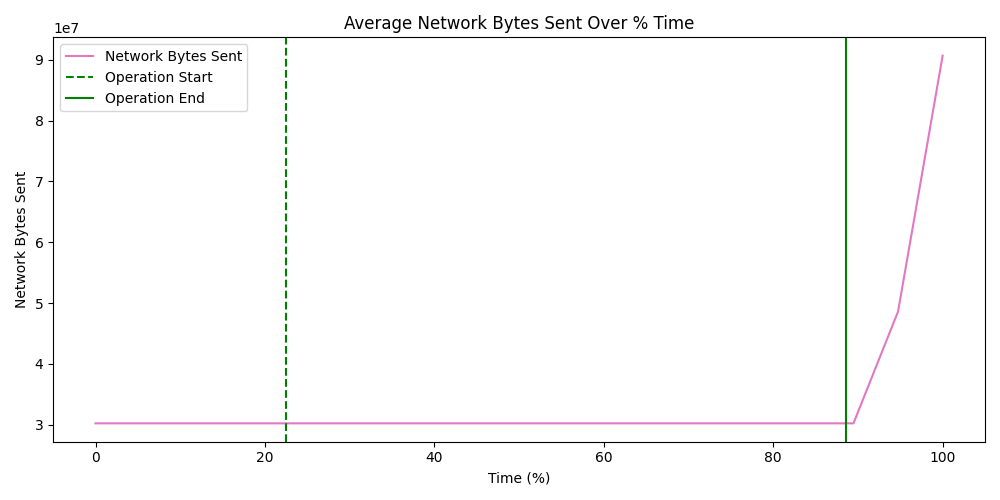 Average Network Bytes Sent Over % Time
1e7
Network Bytes Sent
Operation Start
Operation End
9
8
7
6
5
4
3
Network Bytes Sent
0 20 40 60 80 100
Time (%)